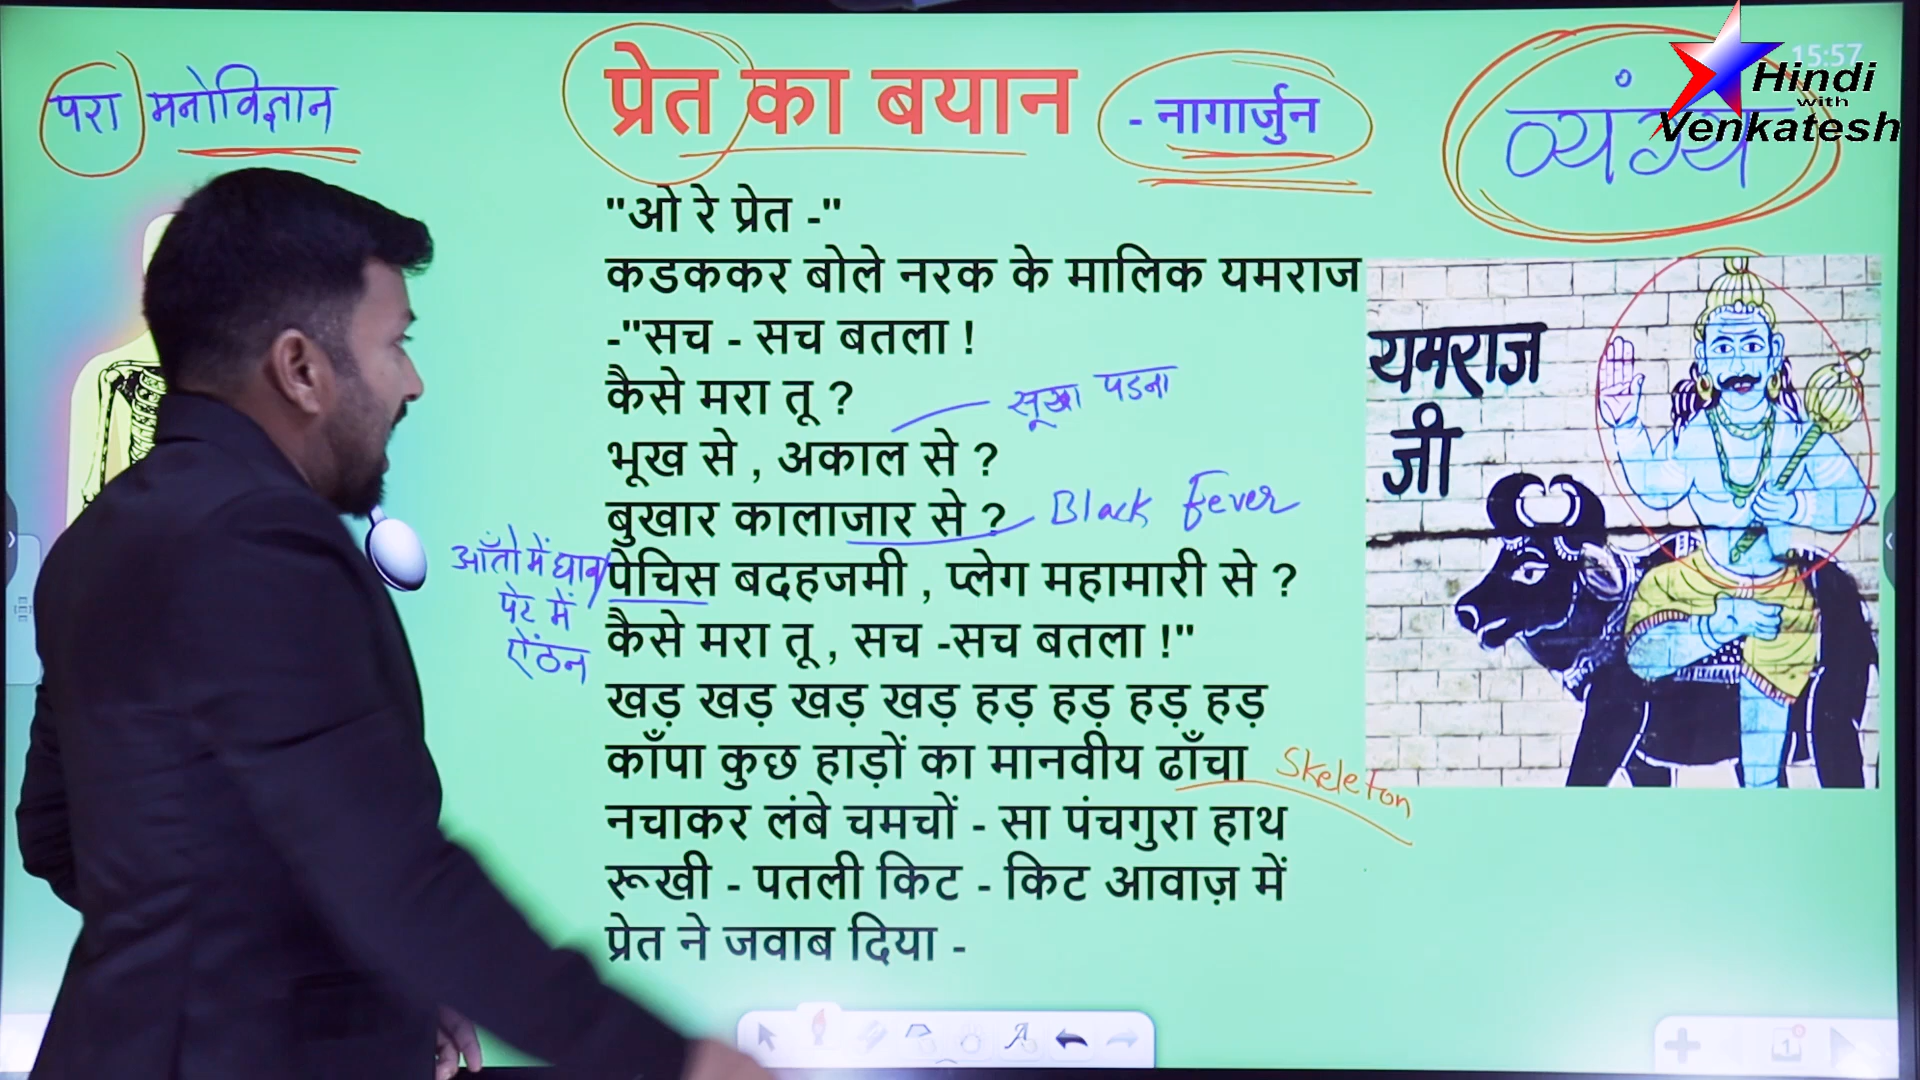 परा मनोविज्ञान
प्रेत का बयान - नागार्जुन
व्यंग्य
15:57
Hindi
with
Venkatesh
"ओ रे प्रेत -"
कडककर बोले नरक के मालिक यमराज
-"सच - सच बतला !
कैसे मरा तू ?
सूखा पडना
भूख से , अकाल से ?
बुखार कालाजार से ? Black Fever
आँतो में घाव/
पेट में
ऐंठन
पेचिस बदहजमी , प्लेग महामारी से ?
कैसे मरा तू , सच -सच बतला !"
खड़ खड़ खड़ खड़ हड़ हड़ हड़ हड़
काँपा कुछ हाड़ों का मानवीय ढाँचा Skeleton
नचाकर लंबे चमचों - सा पंचगुरा हाथ
रूखी - पतली किट - किट आवाज़ में
प्रेत ने जवाब दिया -
यमराज
जी
1